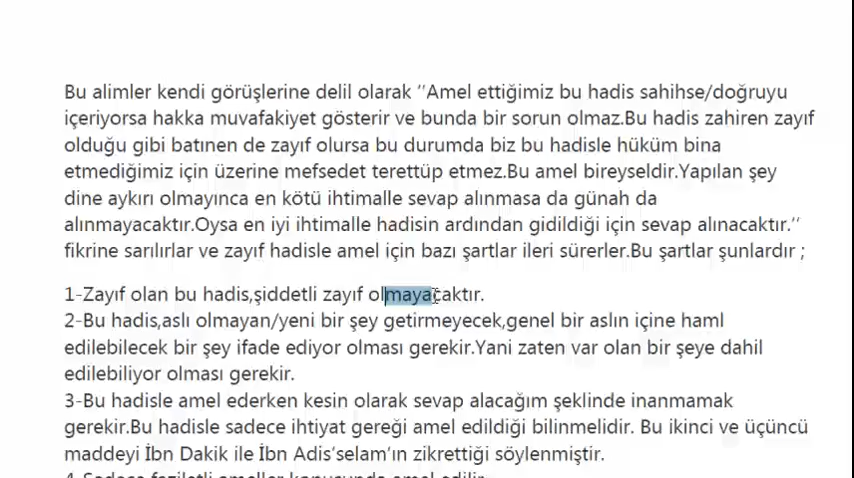 Bu alimler kendi görüşlerine delil olarak ‘’Amel ettiğimiz bu hadis sahihse/doğruyu
içeriyorsa hakka muvafakiyet gösterir ve bunda bir sorun olmaz.Bu hadis zahiren zayıf
olduğu gibi batınen de zayıf olursa bu durumda biz bu hadisle hüküm bina
etmediğimiz için üzerine mefsedet terettüp etmez.Bu amel bireyseldir.Yapılan şey
dine aykırı olmayınca en kötü ihtimalle sevap alınmasa da günah da
alınmayacaktır.Oysa en iyi ihtimalle hadisin ardından gidildiği için sevap alınacaktır.’’
fikrine sarılırlar ve zayıf hadisle amel için bazı şartlar ileri sürerler.Bu şartlar şunlardır ;
1-Zayıf olan bu hadis,şiddetli zayıf olmayacaktır.
2-Bu hadis,aslı olmayan/yeni bir şey getirmeyecek,genel bir aslın içine haml
edilebilecek bir şey ifade ediyor olması gerekir.Yani zaten var olan bir şeye dahil
edilebiliyor olması gerekir.
3-Bu hadisle amel ederken kesin olarak sevap alacağım şeklinde inanmamak
gerekir.Bu hadisle sadece ihtiyat gereği amel edildiği bilinmelidir. Bu ikinci ve üçüncü
maddeyi İbn Dakik ile İbn Adis’selam’ın zikrettiği söylenmiştir.
4-Sadece faziletli ameller konusunda amel edilir.